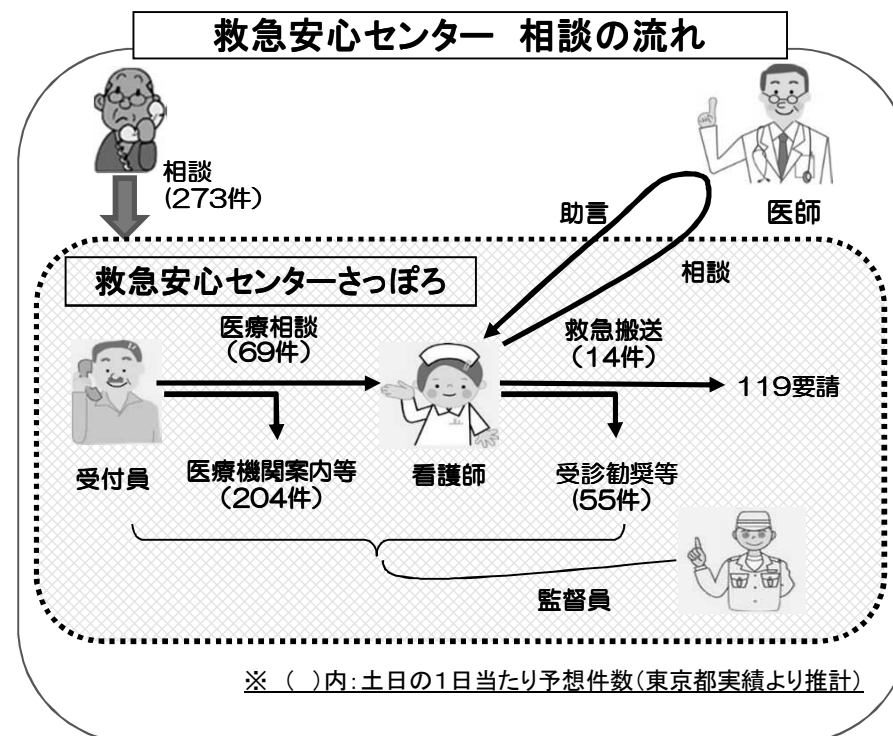 救急安心センター 相談の流れ
相談
(273件)
医師
助言
相談
救急安心センターさっぽろ
医療相談
(69件)
救急搬送
(14件)
119要請
受付員
医療機関案内等
(204件)
看護師
受診勧奨等
(55件)
監督員
※ ( )内:土日の1日当たり予想件数(東京都実績より推計)